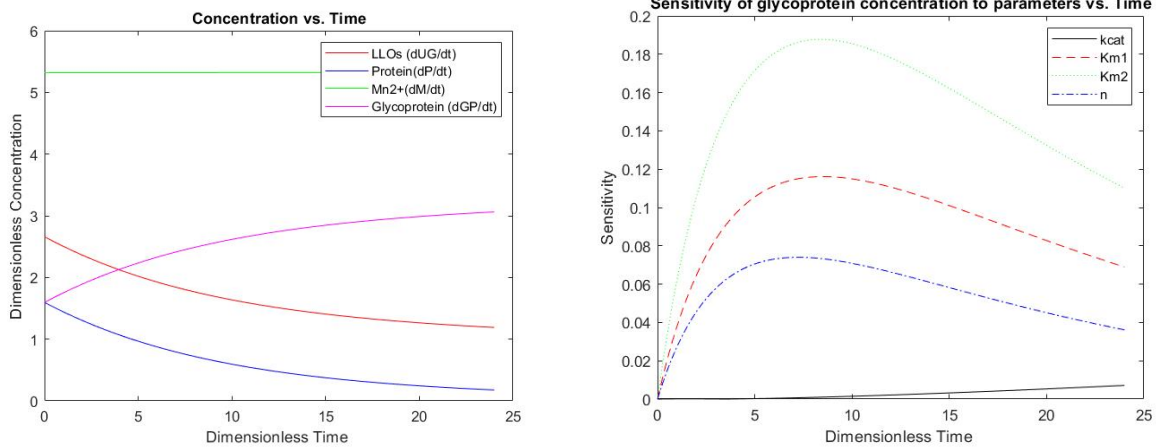 Concentration vs. Time
6
5
4
3
2
1
0
Dimensionless Concentration
LLOs (dUG/dt)
Protein(dP/dt)
Mn2+(dM/dt)
Glycoprotein (dGP/dt)
0 5 10 15 20 25
Dimensionless Time
Sensitivity of glycoprotein concentration to parameters vs. Time
0.2
0.18
0.16
0.14
0.12
0.1
0.08
0.06
0.04
0.02
0
Sensitivity
kcat
Km1
Km2
n
0 5 10 15 20 25
Dimensionless Time